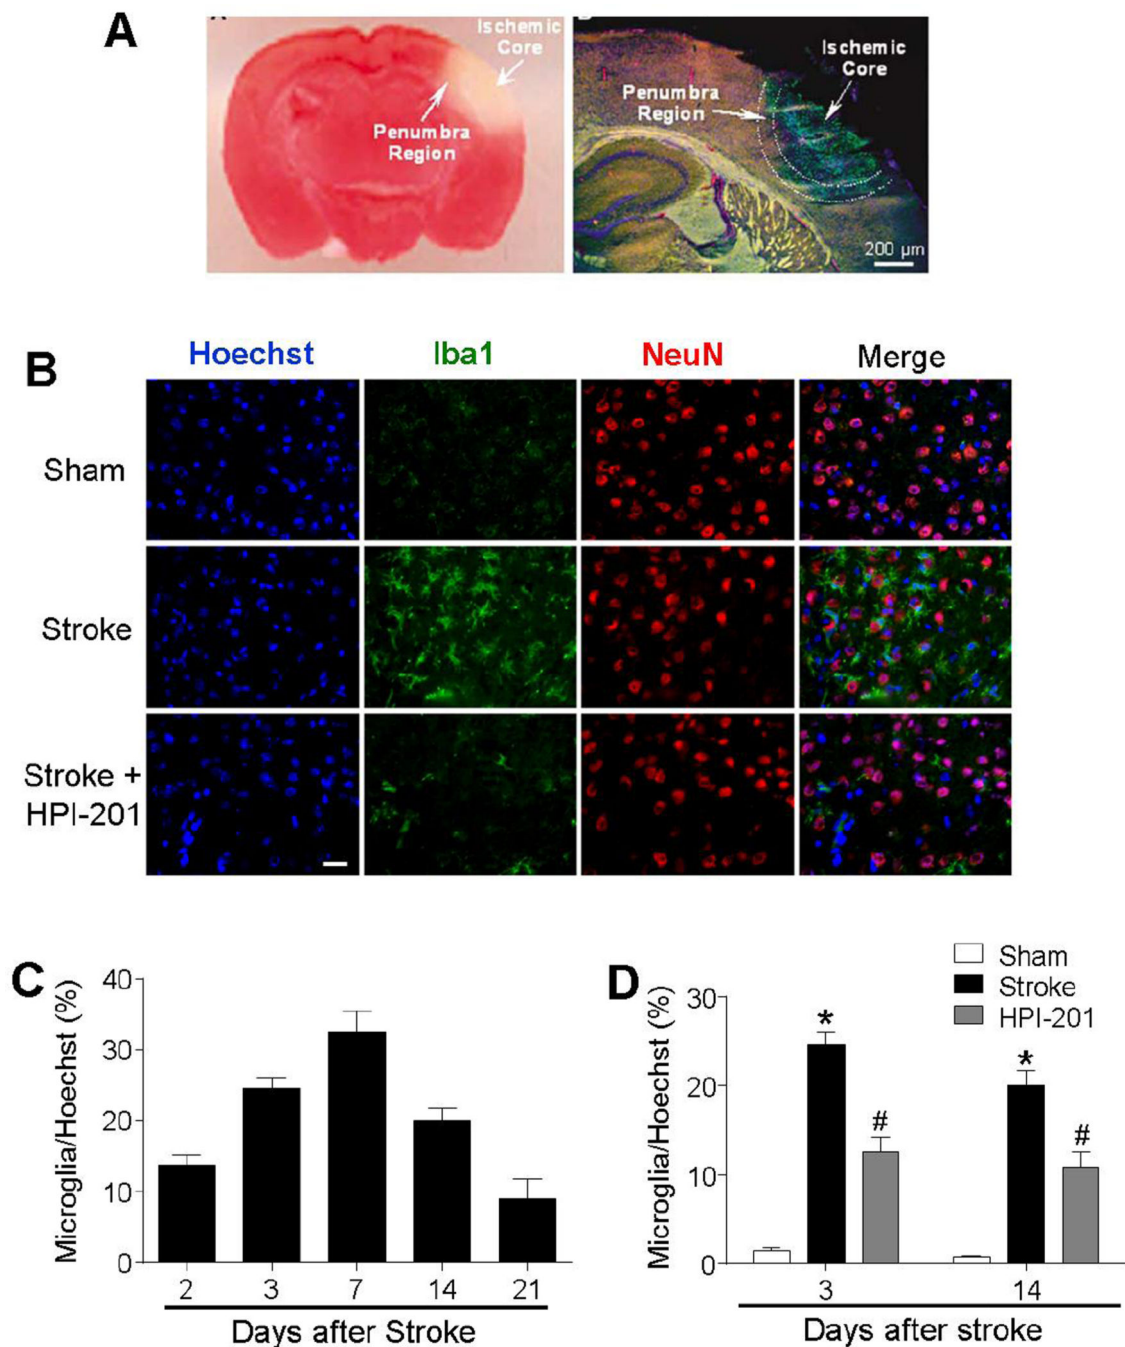 A
Ischemic
Core
Penumbra
Region
Ischemic
Core
Penumbra
Region
200 µm
B
Hoechst
Iba1
NeuN
Merge
Sham
Stroke
Stroke +
HPI-201
C
Microglia/Hoechst (%)
40
30
20
10
0
2
3
7
14
21
Days after Stroke
D
Sham
Stroke
HPI-201
Microglia/Hoechst (%)
30
20
10
0
*
#
*
#
3
14
Days after stroke